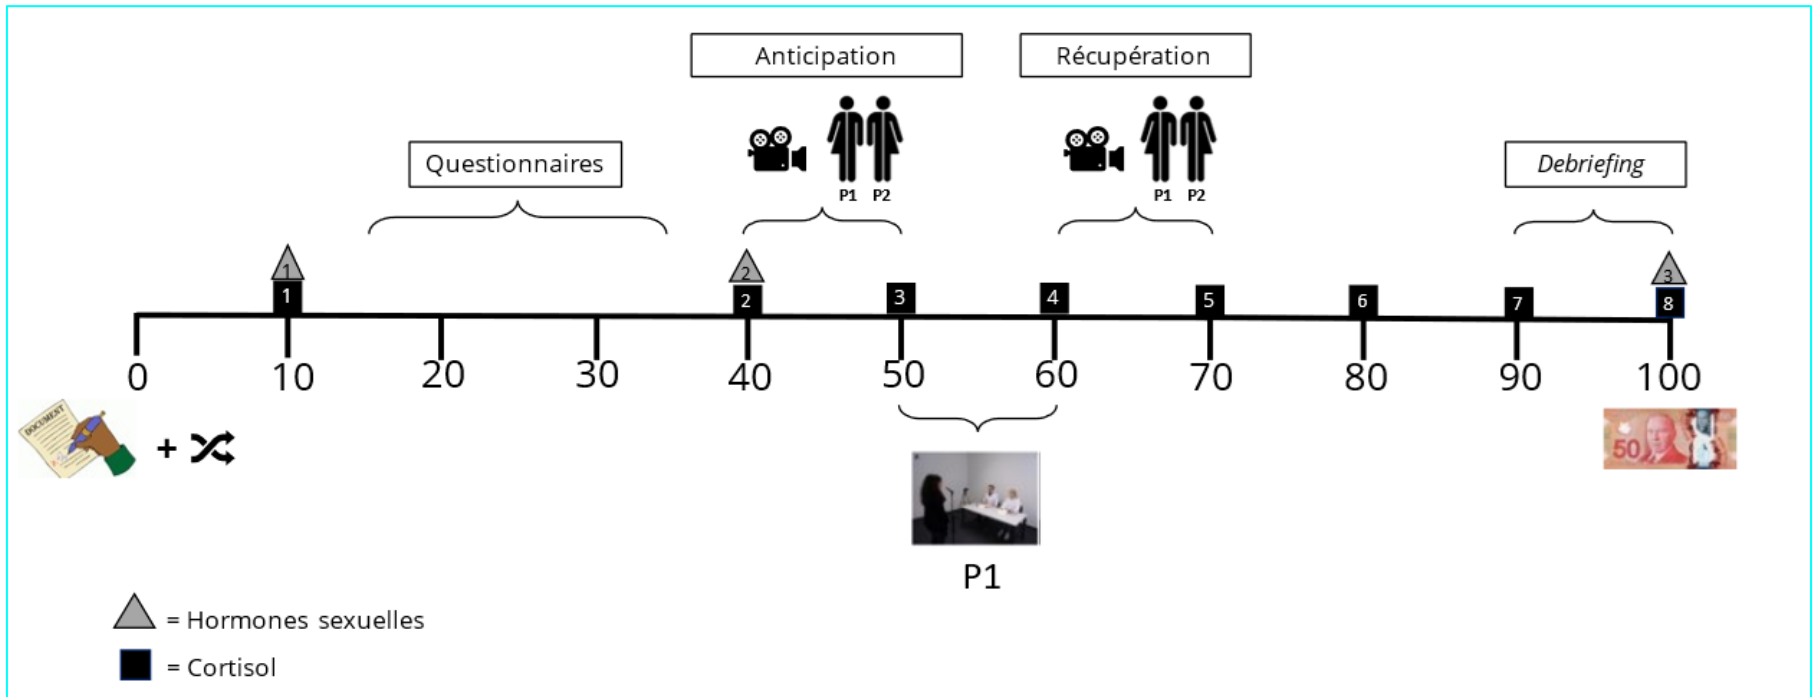 Anticipation
Récupération
Questionnaires
P1 P2
P1 P2
Debriefing
1
2
3
1
2
3
4
5
6
7
8
0
10
20
30
40
50
60
70
80
90
100
DOCUMENT
+
50
P1
= Hormones sexuelles
= Cortisol